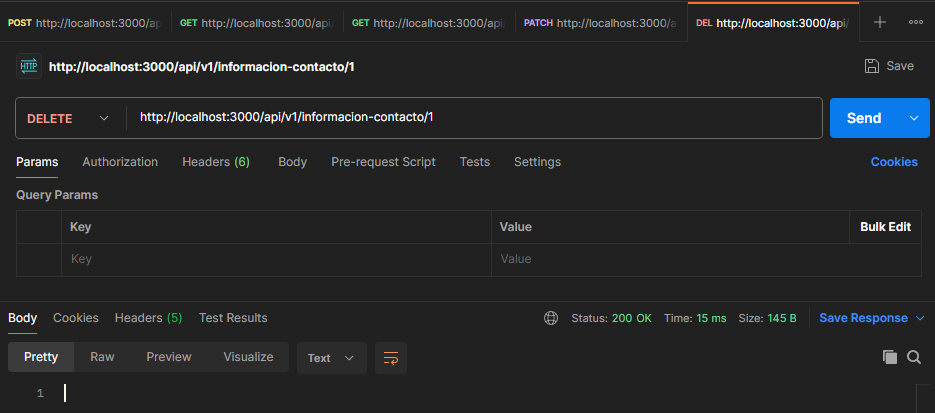 POST http://localhost:3000/ap GET http://localhost:3000/api/ GET http://localhost:3000/api/ PATCH http://localhost:3000/a DEL http://localhost:3000/api/
HTTP http://localhost:3000/api/v1/informacion-contacto/1 Save
DELETE http://localhost:3000/api/v1/informacion-contacto/1 Send
Params Authorization Headers (6) Body Pre-request Script Tests Settings Cookies
Query Params
Key Value Bulk Edit
Key Value
Body Cookies Headers (5) Test Results Status: 200 OK Time: 15 ms Size: 145 B Save Response
Pretty Raw Preview Visualize Text
1